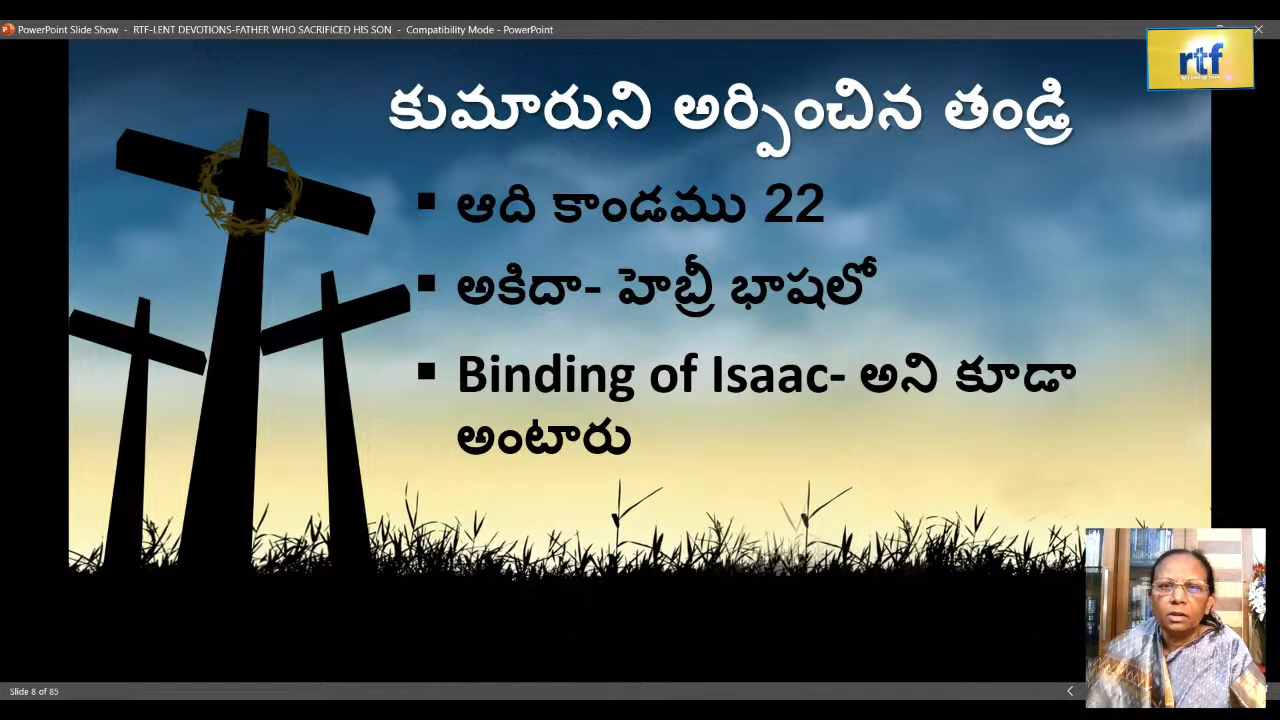 PowerPoint Slide Show - RTF-LENT DEVOTIONS-FATHER WHO SACRIFICED HIS SON - Compatibility Mode - PowerPoint
rtf
కుమారుని అర్పించిన తండ్రి
▪ ఆది కాండము 22
▪ అకిదా- హెబ్రీ భాషలో
▪ Binding of Isaac- అని కూడా
అంటారు
Slide 8 of 85